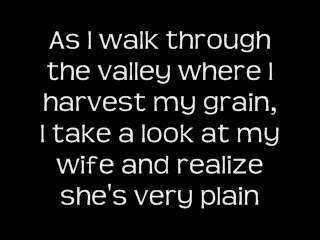 As I walk through
the valley where I
harvest my grain,
I take a look at my
wife and realize
she's very plain